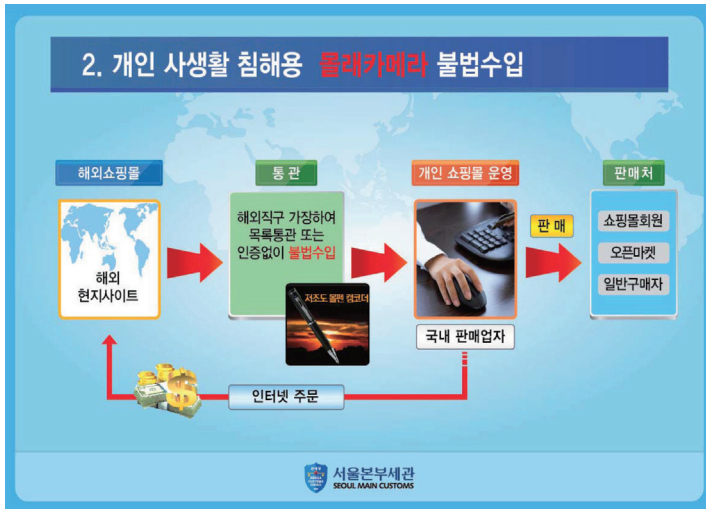 2. 개인 사생활 침해용 몰래카메라 불법수입
해외쇼핑몰
통관
개인 쇼핑몰 운영
판매처
해외
현지사이트
해외직구 가장하여
목록통관 또는
인증없이 불법수입
저조도 볼펜 캠코더
국내 판매업자
판매
쇼핑몰회원
오픈마켓
일반구매자
인터넷 주문
서울본부세관
SEOUL MAIN CUSTOMS